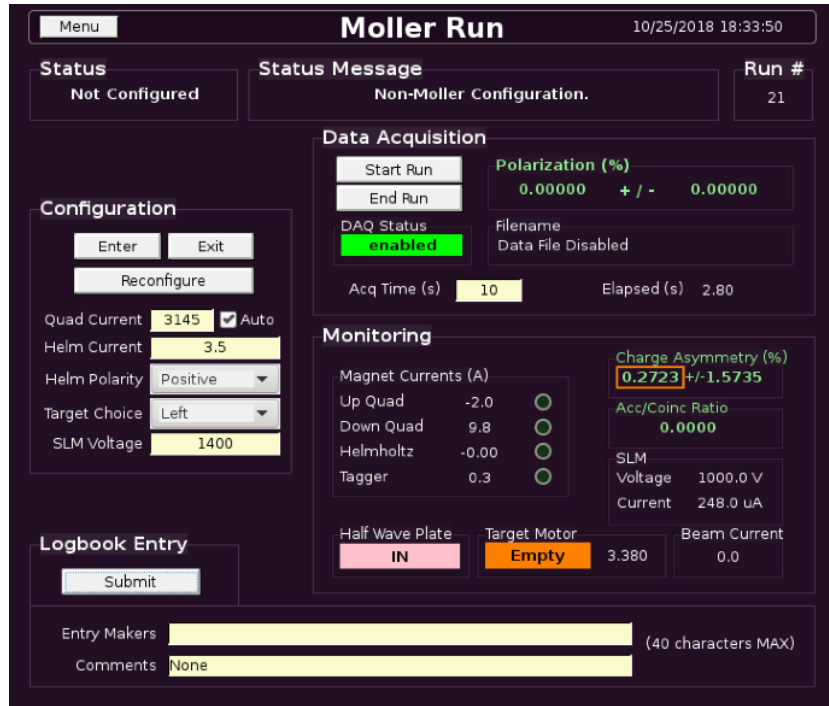 Menu
Moller Run
10/25/2018 18:33:50
Status
Not Configured
Status Message
Non-Moller Configuration.
Run #
21
Data Acquisition
Start Run
End Run
Polarization (%)
0.00000 + / - 0.00000
DAQ Status
enabled
Filename
Data File Disabled
Acq Time (s) 10
Elapsed (s) 2.80
Configuration
Enter Exit
Reconfigure
Quad Current 3145 Auto
Helm Current 3.5
Helm Polarity Positive
Target Choice Left
SLM Voltage 1400
Monitoring
Magnet Currents (A)
Up Quad -2.0
Down Quad 9.8
Helmholtz -0.00
Tagger 0.3
Charge Asymmetry (%)
0.2723 +/-1.5735
Acc/Coinc Ratio
0.0000
SLM
Voltage 1000.0 V
Current 248.0 uA
Half Wave Plate
IN
Target Motor
Empty 3.380
Beam Current
0.0
Logbook Entry
Submit
Entry Makers (40 characters MAX)
Comments None